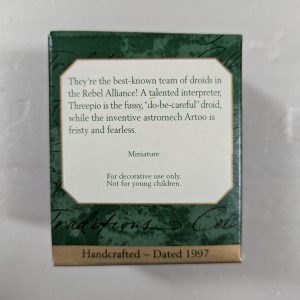 They're the best-known team of droids in
the Rebel Alliance! A talented interpreter,
Threepio is the fussy, "do-be-careful" droid,
while the inventive astromech Artoo is
feisty and fearless.
Miniature
For decorative use only.
Not for young children.
Traditions Col
Handcrafted ~ Dated 1997